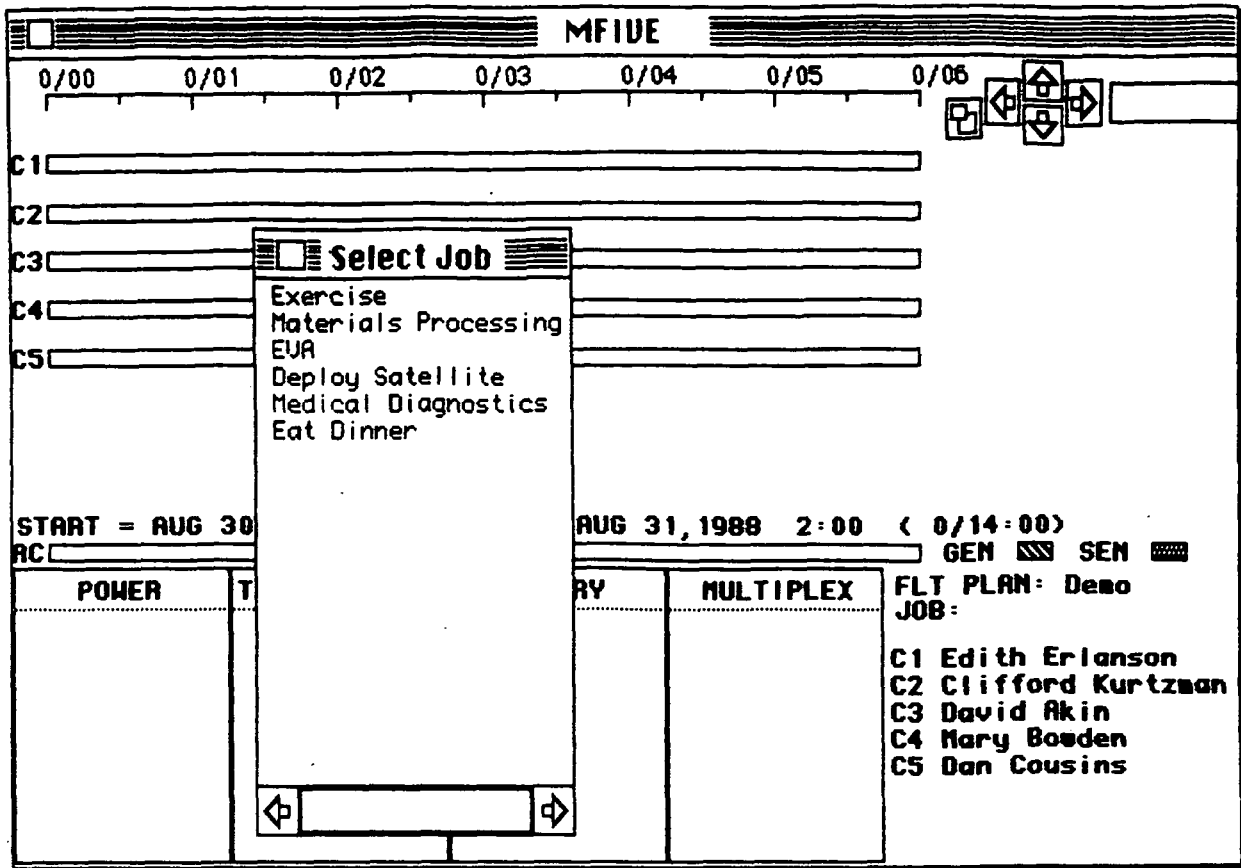 MFIVE
0/00 0/01 0/02 0/03 0/04 0/05 0/06
C1
C2
C3
C4
C5
Select Job
Exercise
Materials Processing
EVA
Deploy Satellite
Medical Diagnostics
Eat Dinner
START = AUG 30 AUG 31,1988 2:00 ( 0/14:00)
AC GEN SEN
POWER T RY MULTIPLEX
FLT PLAN: Demo
JOB:
C1 Edith Erlanson
C2 Clifford Kurtzman
C3 David Akin
C4 Mary Bowden
C5 Dan Cousins